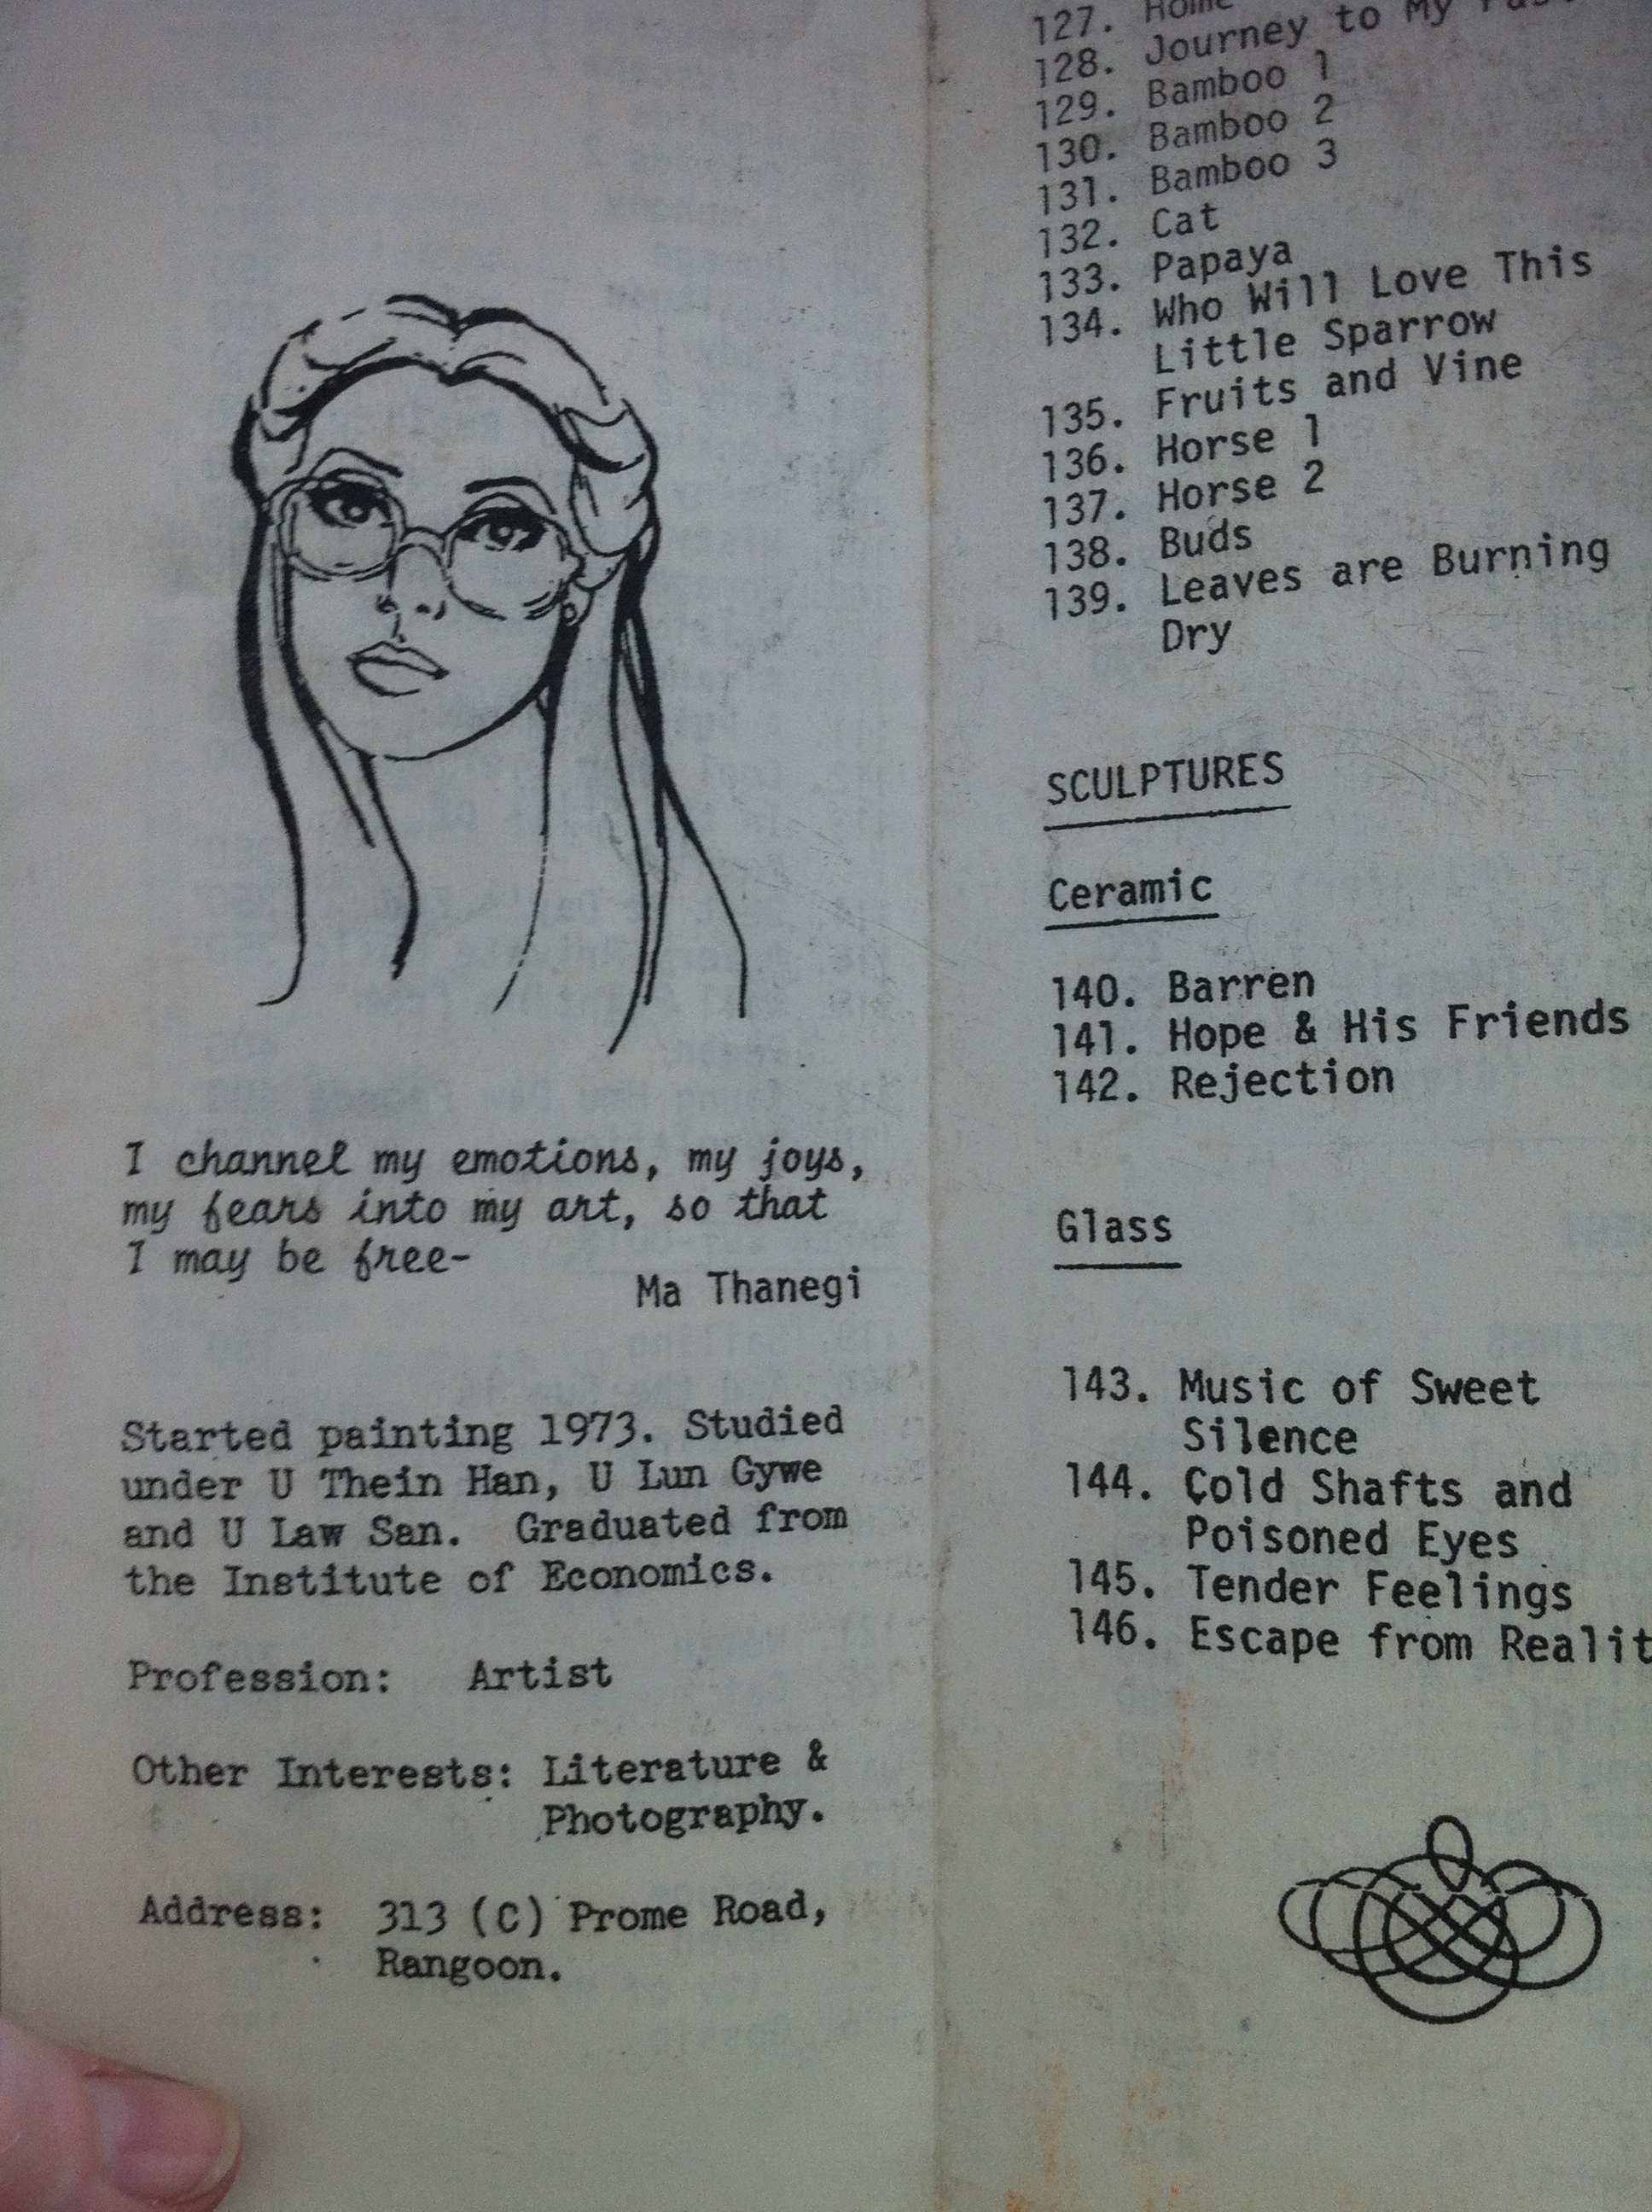 I channel my emotions, my joys,
my fears into my art, so that
I may be free-
Ma Thanegi
Started painting 1973. Studied
under U Thein Han, U Lun Gywe
and U Law San. Graduated from
the Institute of Economics.
Profession: Artist
Other Interests: Literature &
Photography.
Address: 313 (C) Prome Road,
Rangoon.
127. Home
128. Journey to My Past
129. Bamboo 1
130. Bamboo 2
131. Bamboo 3
132. Cat
133. Papaya
134. Who Will Love This
Little Sparrow
135. Fruits and Vine
136. Horse 1
137. Horse 2
138. Buds
139. Leaves are Burning
Dry
SCULPTURES
Ceramic
140. Barren
141. Hope & His Friends
142. Rejection
Glass
143. Music of Sweet
Silence
144. Cold Shafts and
Poisoned Eyes
145. Tender Feelings
146. Escape from Realit